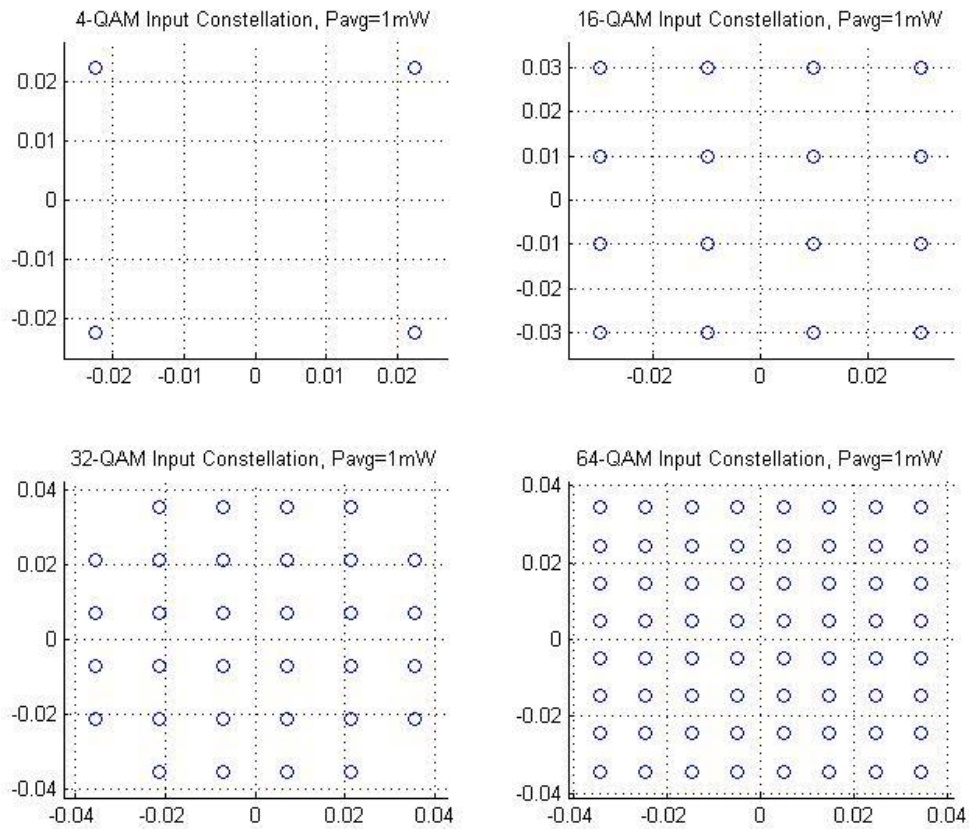 4-QAM Input Constellation, Pavg=1mW
0.02
0.01
0
-0.01
-0.02
-0.02 -0.01 0 0.01 0.02
16-QAM Input Constellation, Pavg=1mW
0.03
0.02
0.01
0
-0.01
-0.02
-0.03
-0.02 0 0.02
32-QAM Input Constellation, Pavg=1mW
0.04
0.02
0
-0.02
-0.04
-0.04 -0.02 0 0.02 0.04
64-QAM Input Constellation, Pavg=1mW
0.04
0.02
0
-0.02
-0.04
-0.04 -0.02 0 0.02 0.04